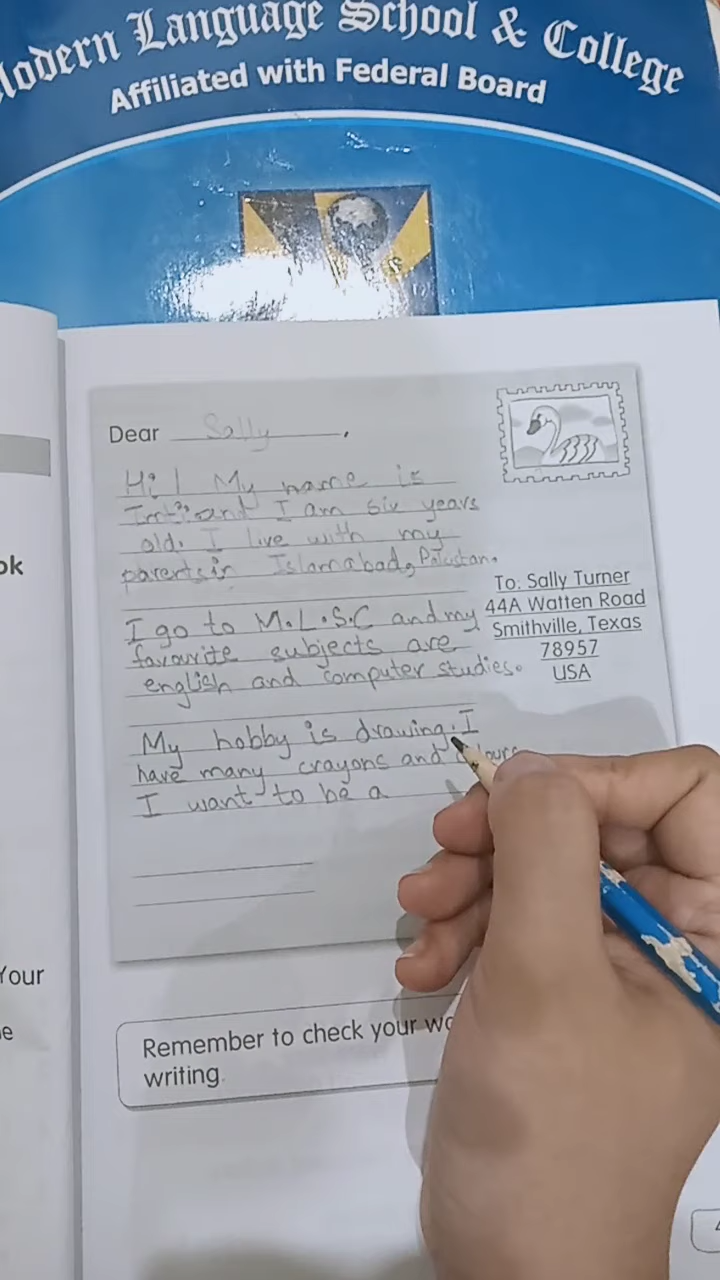 Modern Language School & College
Affiliated with Federal Board
Dear Sally,
Hi! My name is
and I am six years
old. I live with my
parents in Islamabad, Pakistan.
To: Sally Turner
44A Watten Road
Smithville, Texas
78957
USA
I go to M.L.S.C and my
favourite subjects are
english and computer studies.
My hobby is drawing. I
have many crayons and
I want to be a
ok
Your
Remember to check your
writing.